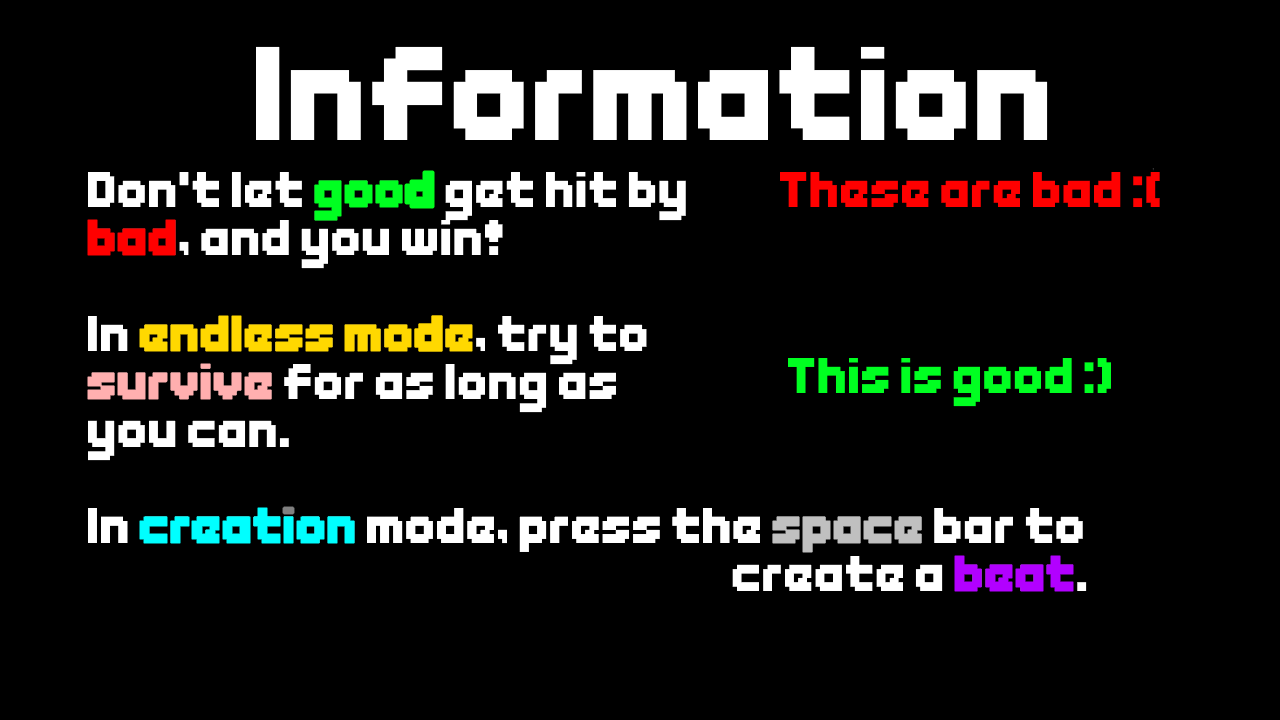 Information
Don't let good get hit by
bad, and you win!
These are bad :(
In endless mode, try to
survive for as long as
you can.
This is good :)
In creation mode, press the space bar to
create a beat.